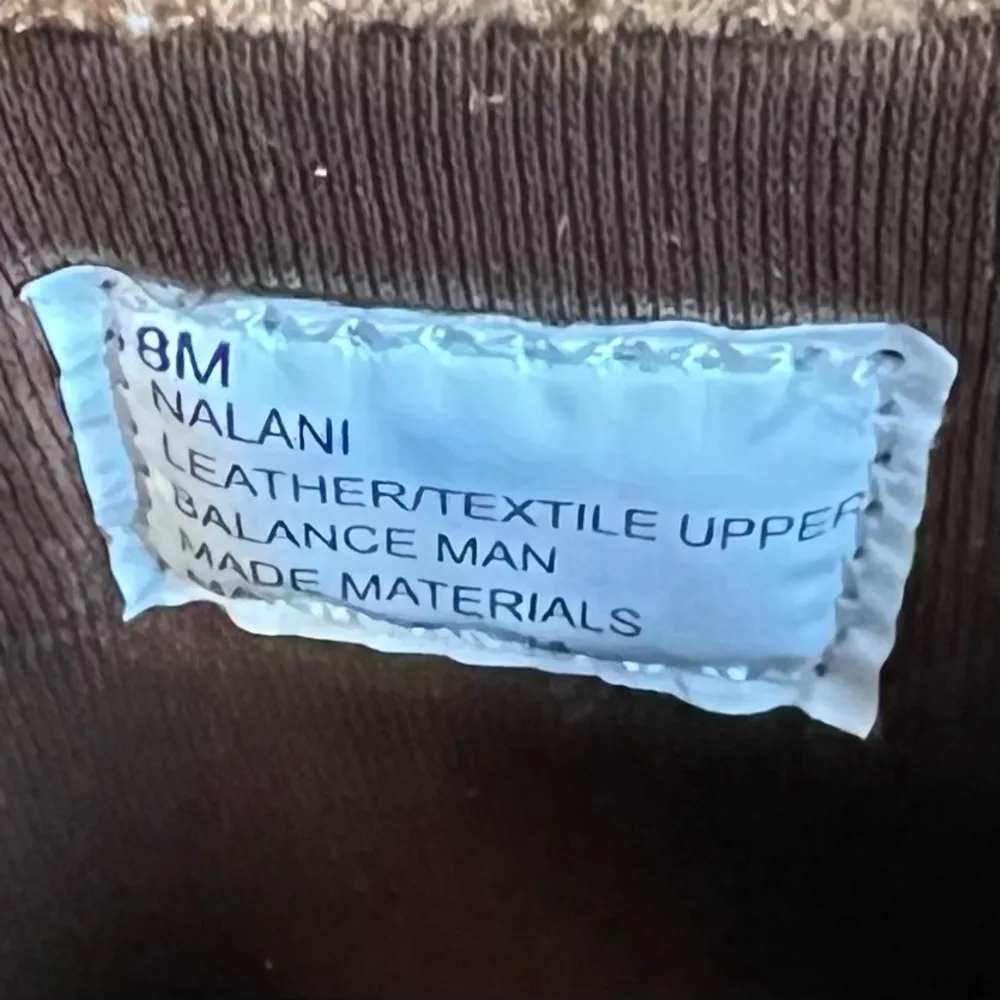 8M
NALANI
LEATHER/TEXTILE UPPER
BALANCE MAN
MADE MATERIALS